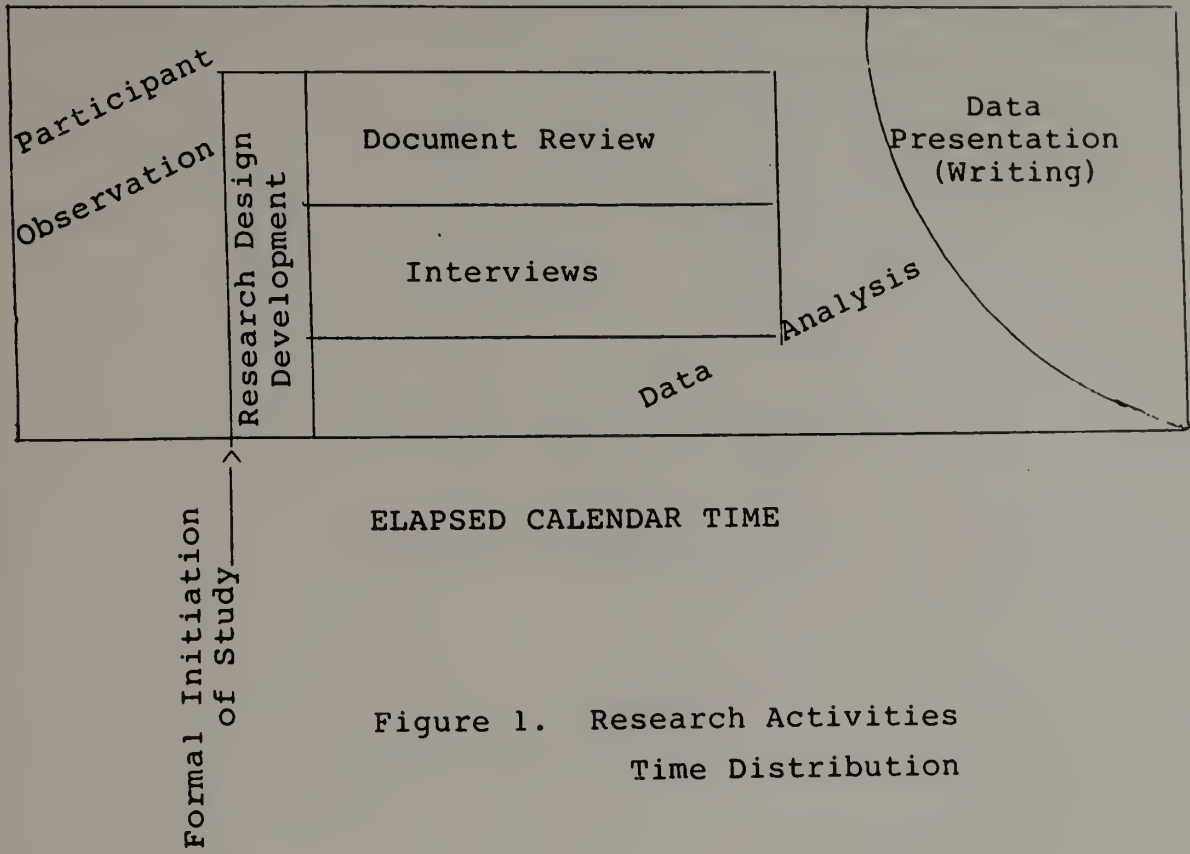 Participant
Observation
Research Design
Development
Document Review
Interviews
Data Analysis
Data
Presentation
(Writing)
Formal Initiation
of Study
ELAPSED CALENDAR TIME
Figure 1. Research Activities
Time Distribution